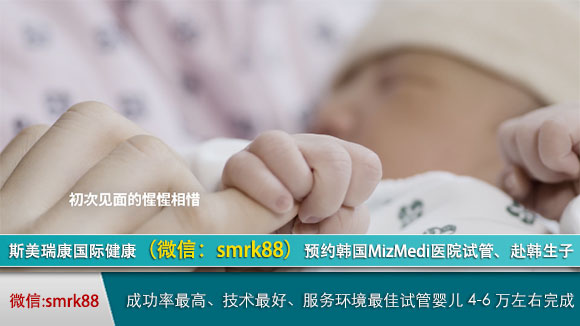 初次见面的惺惺相惜
斯美瑞康国际健康（微信：smrk88）预约韩国MizMedi医院试管、赴韩生子
微信:smrk88 成功率最高、技术最好、服务环境最佳试管婴儿 4-6 万左右完成